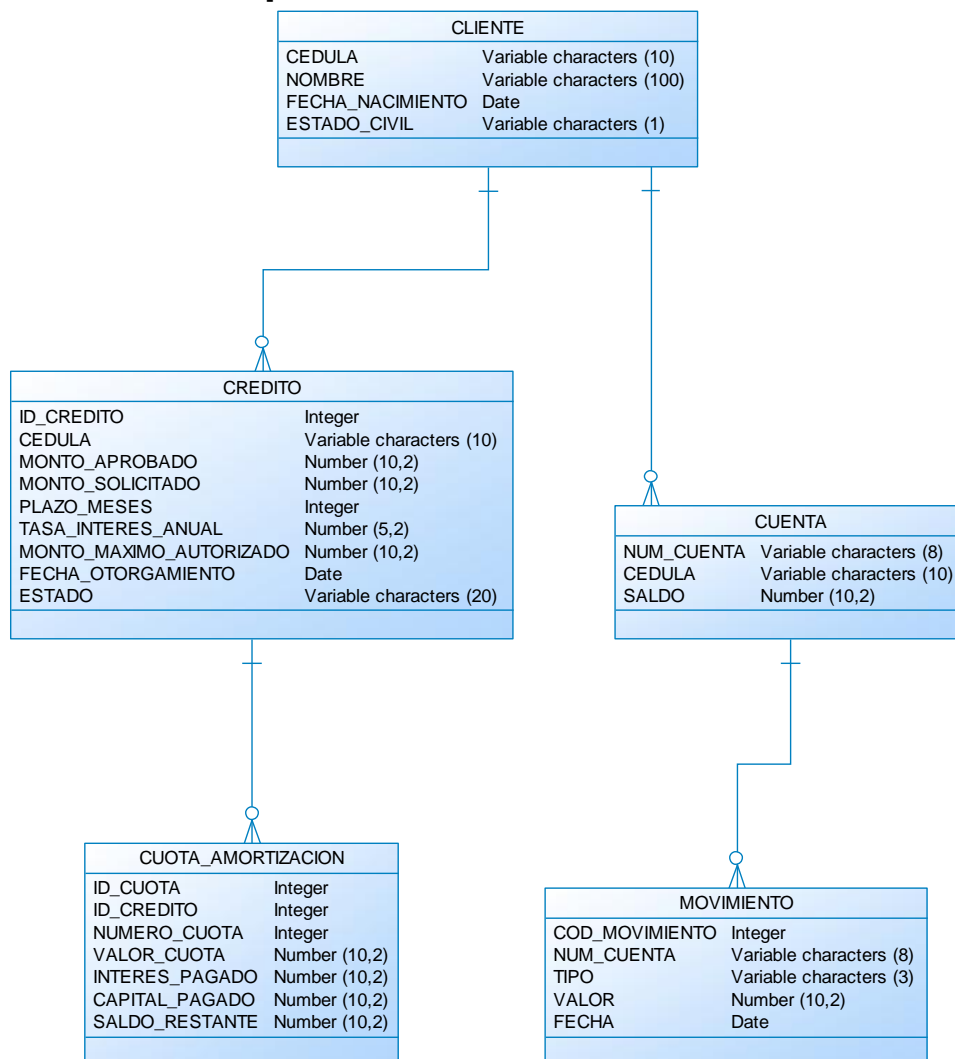 CLIENTE
CEDULA Variable characters (10)
NOMBRE Variable characters (100)
FECHA_NACIMIENTO Date
ESTADO_CIVIL Variable characters (1)
CREDITO
ID_CREDITO Integer
CEDULA Variable characters (10)
MONTO_APROBADO Number (10,2)
MONTO_SOLICITADO Number (10,2)
PLAZO_MESES Integer
TASA_INTERES_ANUAL Number (5,2)
MONTO_MAXIMO_AUTORIZADO Number (10,2)
FECHA_OTORGAMIENTO Date
ESTADO Variable characters (20)
CUENTA
NUM_CUENTA Variable characters (8)
CEDULA Variable characters (10)
SALDO Number (10,2)
CUOTA_AMORTIZACION
ID_CUOTA Integer
ID_CREDITO Integer
NUMERO_CUOTA Integer
VALOR_CUOTA Number (10,2)
INTERES_PAGADO Number (10,2)
CAPITAL_PAGADO Number (10,2)
SALDO_RESTANTE Number (10,2)
MOVIMIENTO
COD_MOVIMIENTO Integer
NUM_CUENTA Variable characters (8)
TIPO Variable characters (3)
VALOR Number (10,2)
FECHA Date